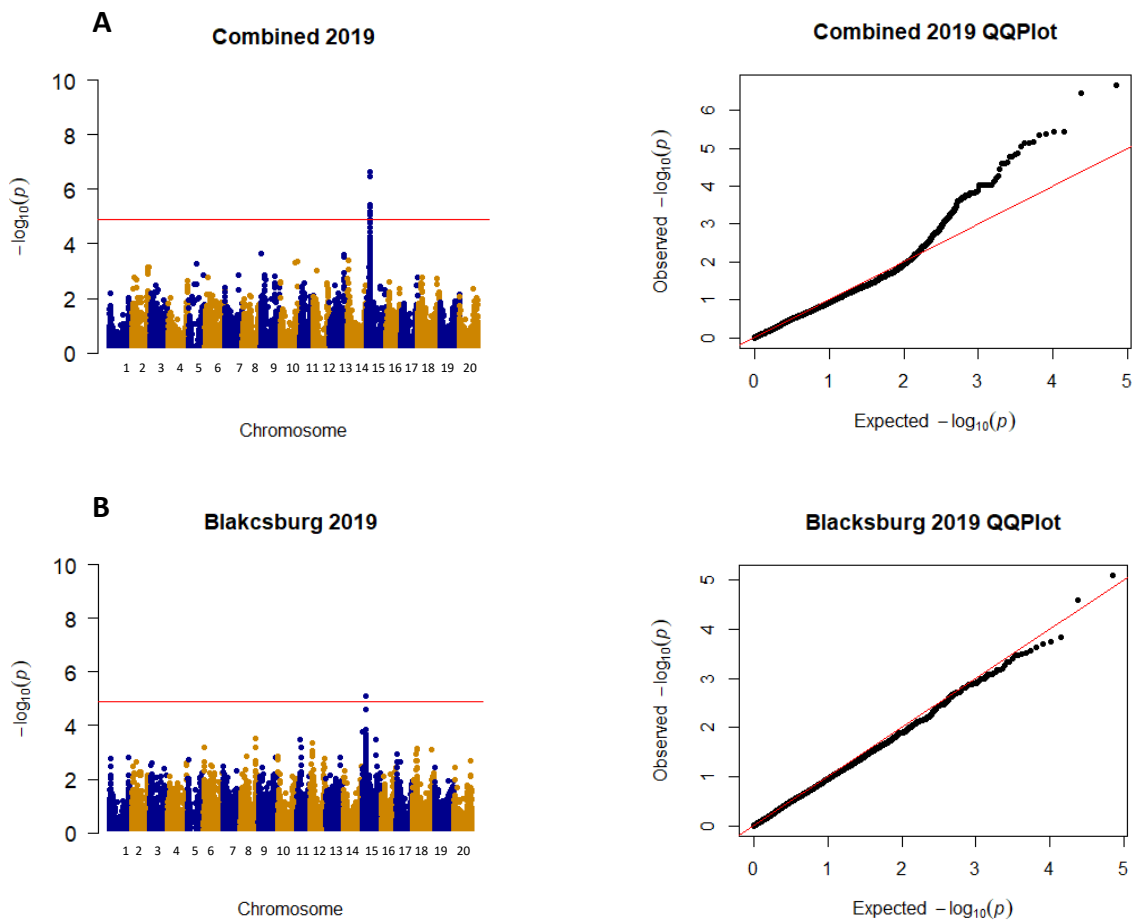 A
Combined 2019
10
8
6
4
2
0
−log₁₀(p)
1 2 3 4 5 6 7 8 9 10 11 12 13 14 15 16 17 18 19 20
Chromosome
Combined 2019 QQPlot
6
5
4
3
2
1
0
Observed −log₁₀(p)
0 1 2 3 4 5
Expected −log₁₀(p)
B
Blakcsburg 2019
10
8
6
4
2
0
−log₁₀(p)
1 2 3 4 5 6 7 8 9 10 11 12 13 14 15 16 17 18 19 20
Chromosome
Blacksburg 2019 QQPlot
5
4
3
2
1
0
Observed −log₁₀(p)
0 1 2 3 4 5
Expected −log₁₀(p)